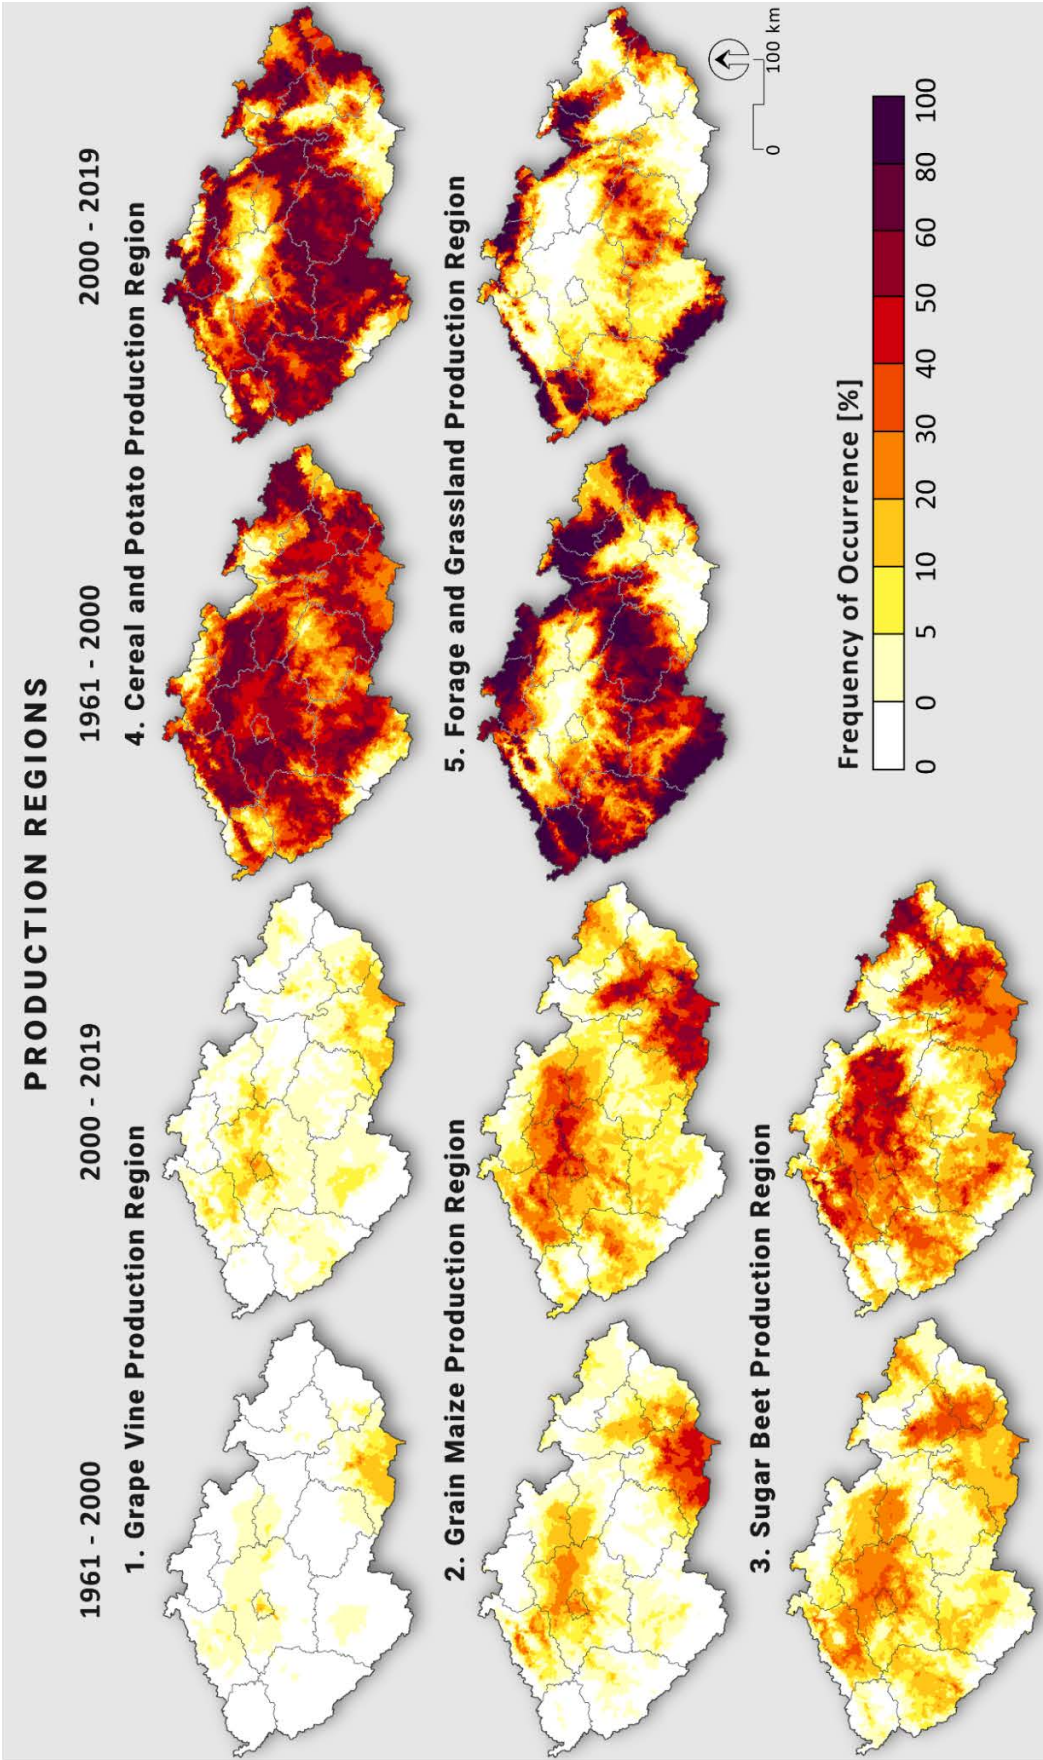 PRODUCTION REGIONS
1961 - 2000
2000 - 2019
1961 - 2000
2000 - 2019
1. Grape Vine Production Region
4. Cereal and Potato Production Region
2. Grain Maize Production Region
5. Forage and Grassland Production Region
3. Sugar Beet Production Region
0
100 km
Frequency of Occurrence [%]
0 0 5 10 20 30 40 50 60 80 100